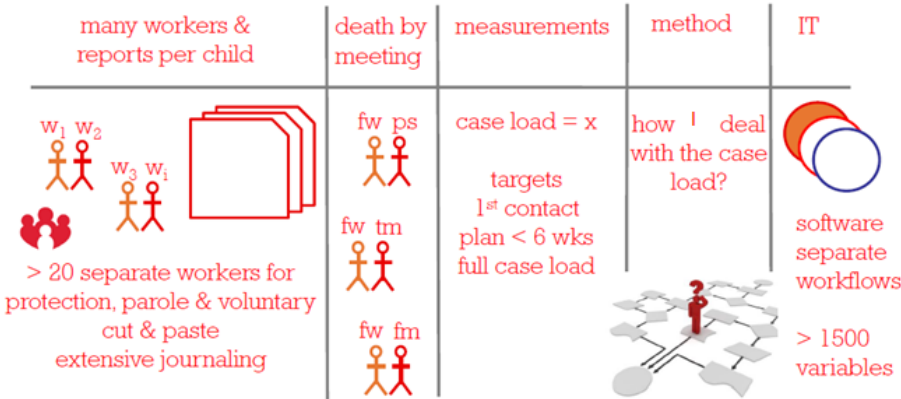 many workers &
reports per child
death by
meeting
measurements
method
IT
w1 w2
w3 wi
> 20 separate workers for
protection, parole & voluntary
cut & paste
extensive journaling
fw ps
fw tm
fw fm
case load = x
targets
1st contact
plan < 6 wks
full case load
how I deal
with the case
load?
?
software
separate
workflows
> 1500
variables